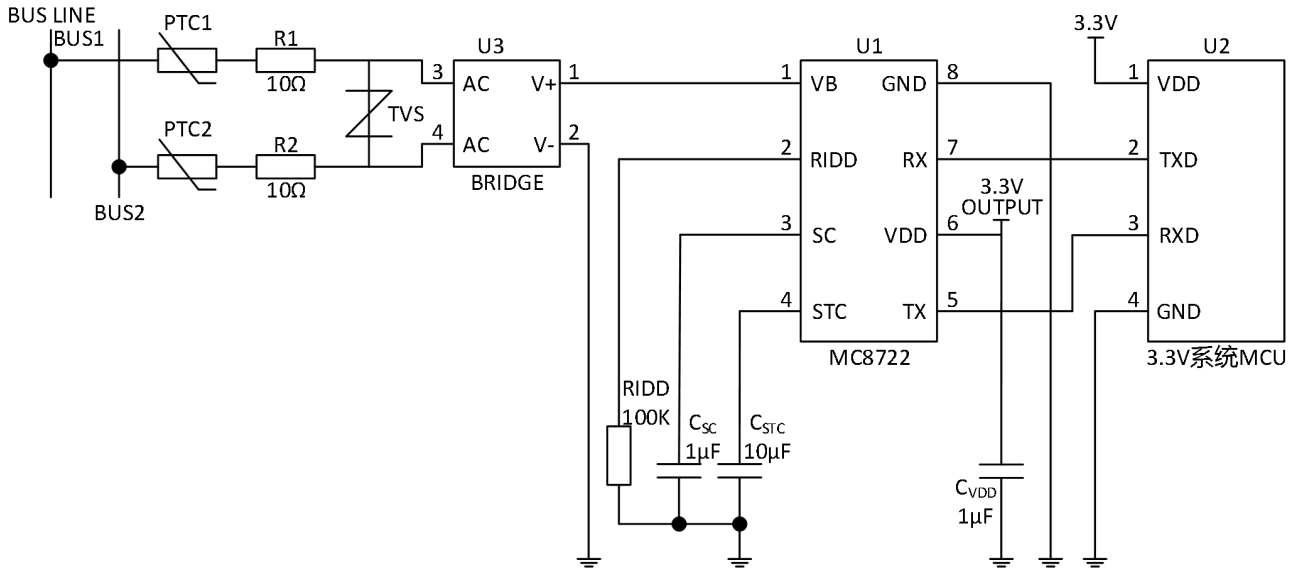 BUS LINE
BUS1
BUS2
PTC1
R1
10Ω
PTC2
R2
10Ω
TVS
U3
3 AC V+ 1
4 AC V- 2
BRIDGE
U1
1 VB GND 8
2 RIDD RX 7
3 SC VDD 6
4 STC TX 5
MC8722
3.3V
OUTPUT
3.3V
U2
1 VDD
2 TXD
3 RXD
4 GND
3.3V系统MCU
RIDD
100K
CSC
1μF
CSTC
10μF
CVDD
1μF